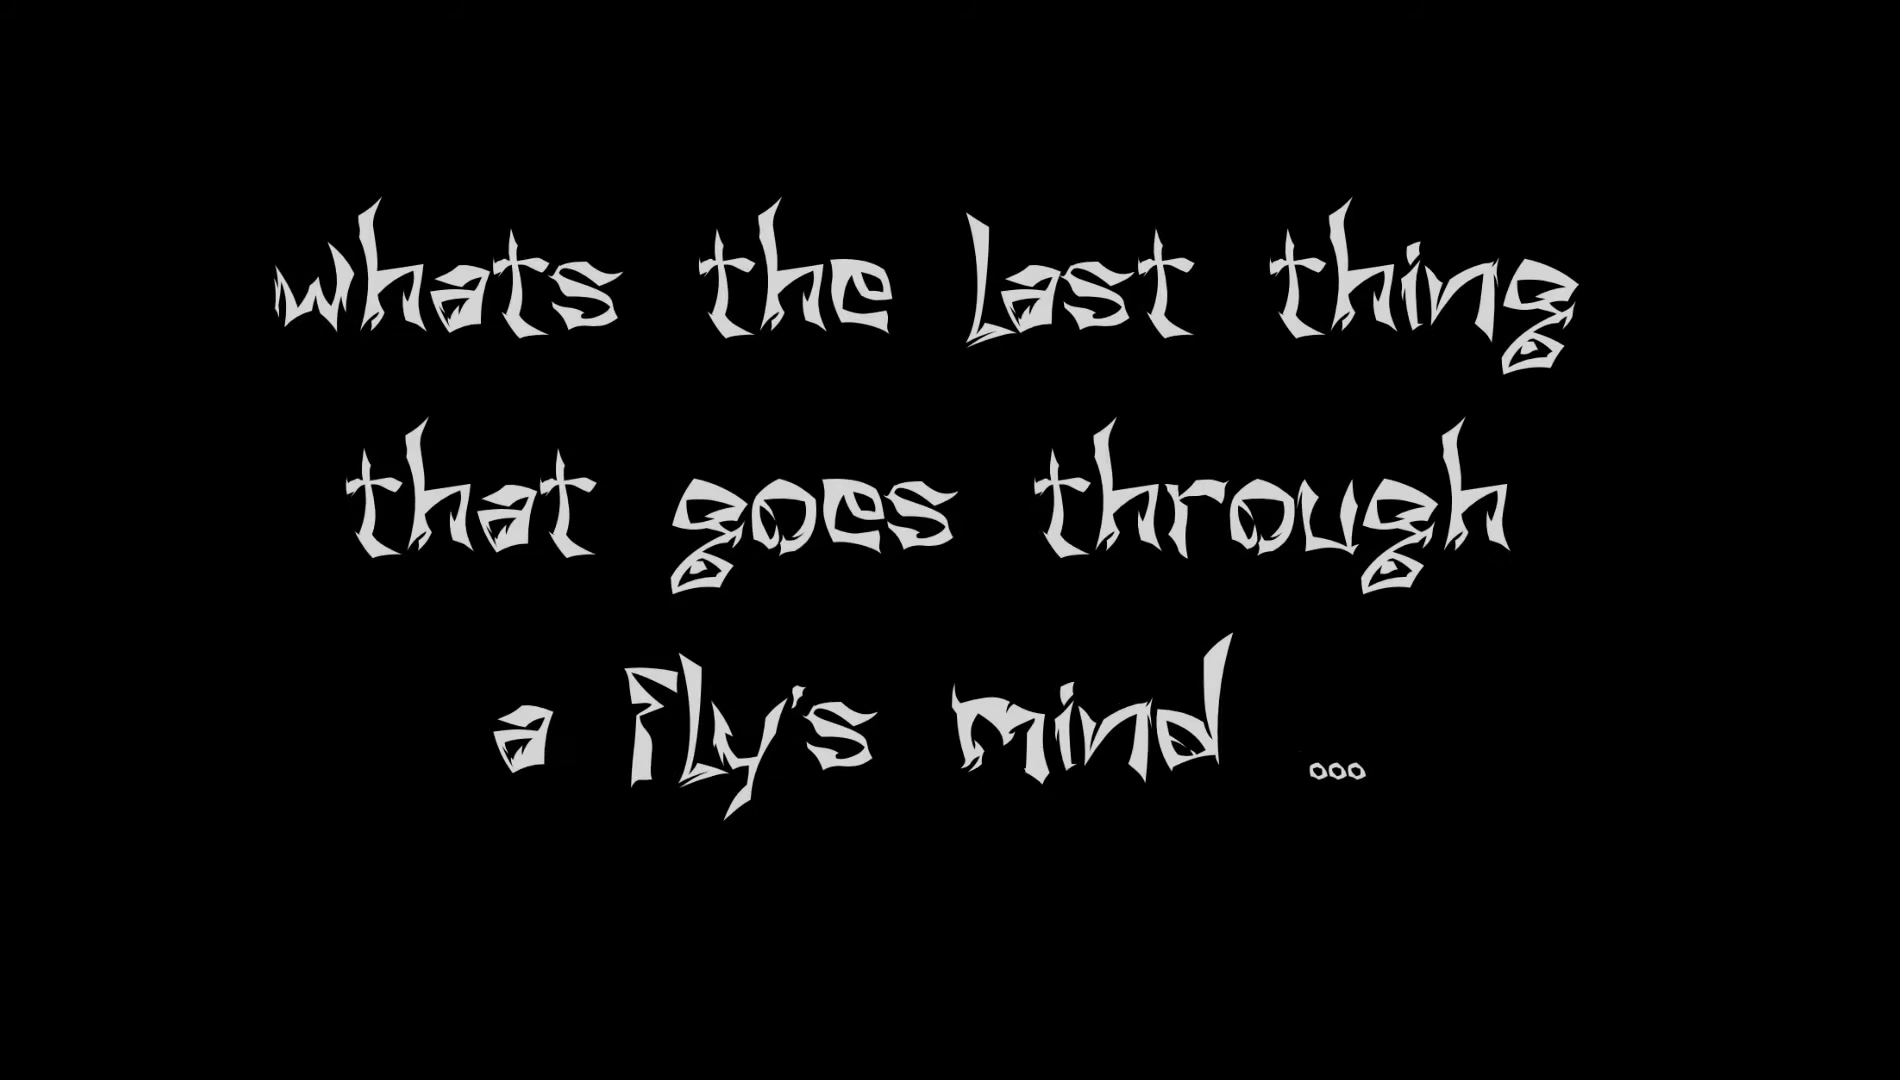 whats the last thing
that goes through
a fly's mind ...